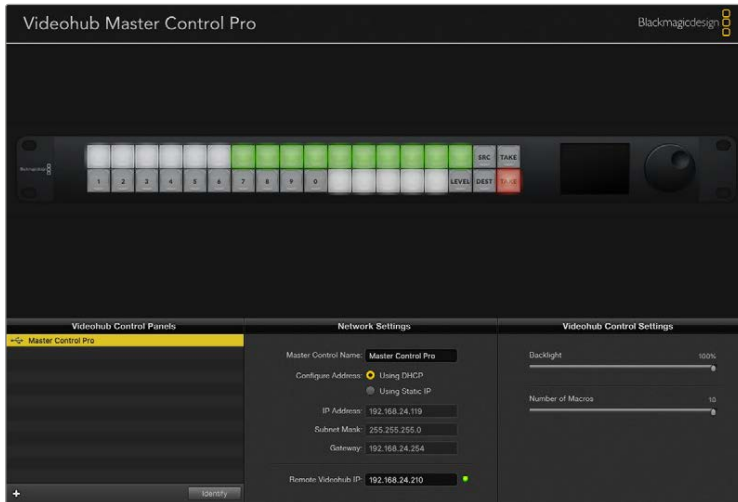 Videohub Master Control Pro
Blackmagicdesign
Blackmagicdesign
SRC TAKE
1 2 3 4 5 6 7 8 9 0 LEVEL DEST TAKE
Videohub Control Panels
Master Control Pro
Identify
Network Settings
Master Control Name: Master Control Pro
Configure Address: Using DHCP
Using Static IP
IP Address: 192.168.24.119
Subnet Mask: 255.255.255.0
Gateway: 192.168.24.254
Remote Videohub IP: 192.168.24.210
Videohub Control Settings
Backlight 100%
Number of Macros 10